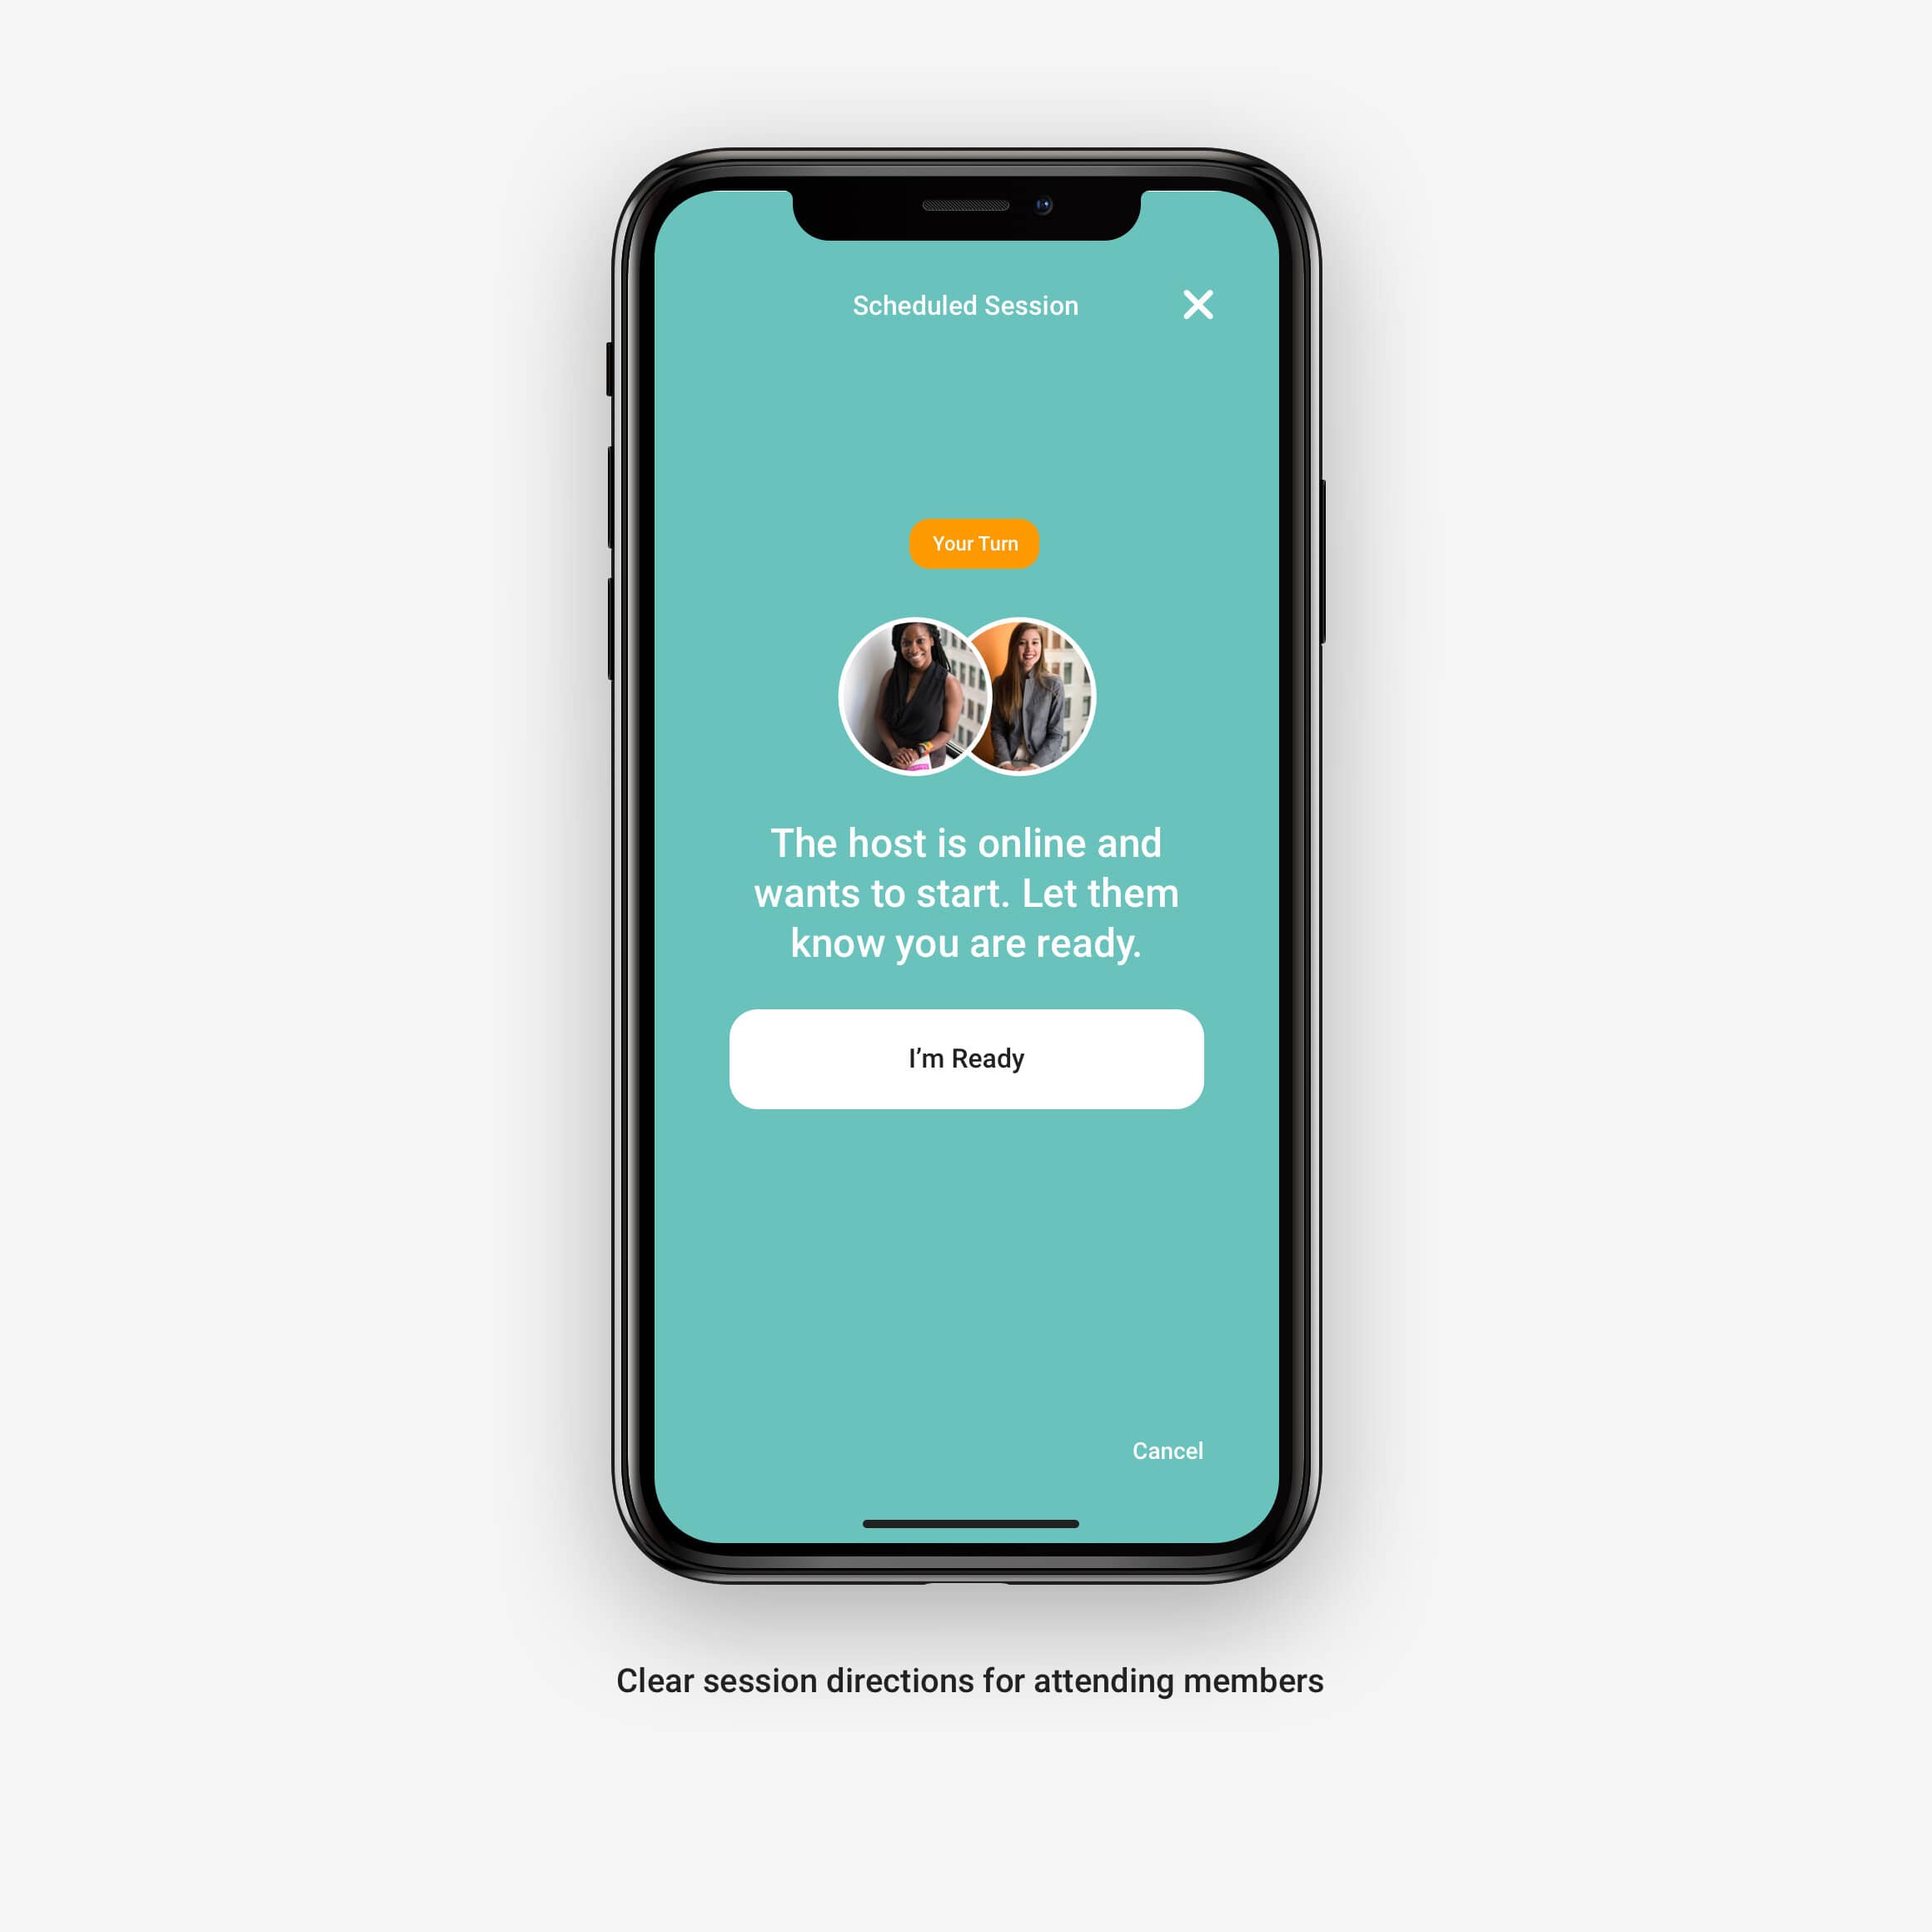 Scheduled Session
Your Turn
The host is online and
wants to start. Let them
know you are ready.
I’m Ready
Cancel
Clear session directions for attending members